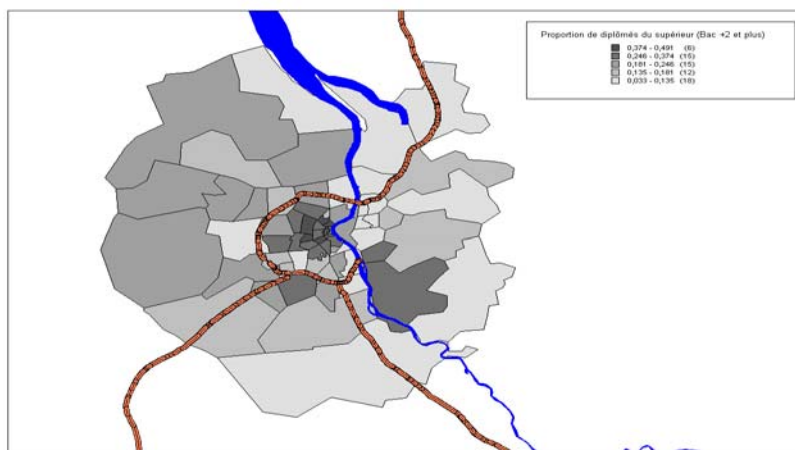 Proportion de diplômés du supérieur (Bac +2 et plus)
0,374 - 0,491 (6)
0,246 - 0,374 (15)
0,181 - 0,246 (15)
0,135 - 0,181 (12)
0,033 - 0,135 (18)